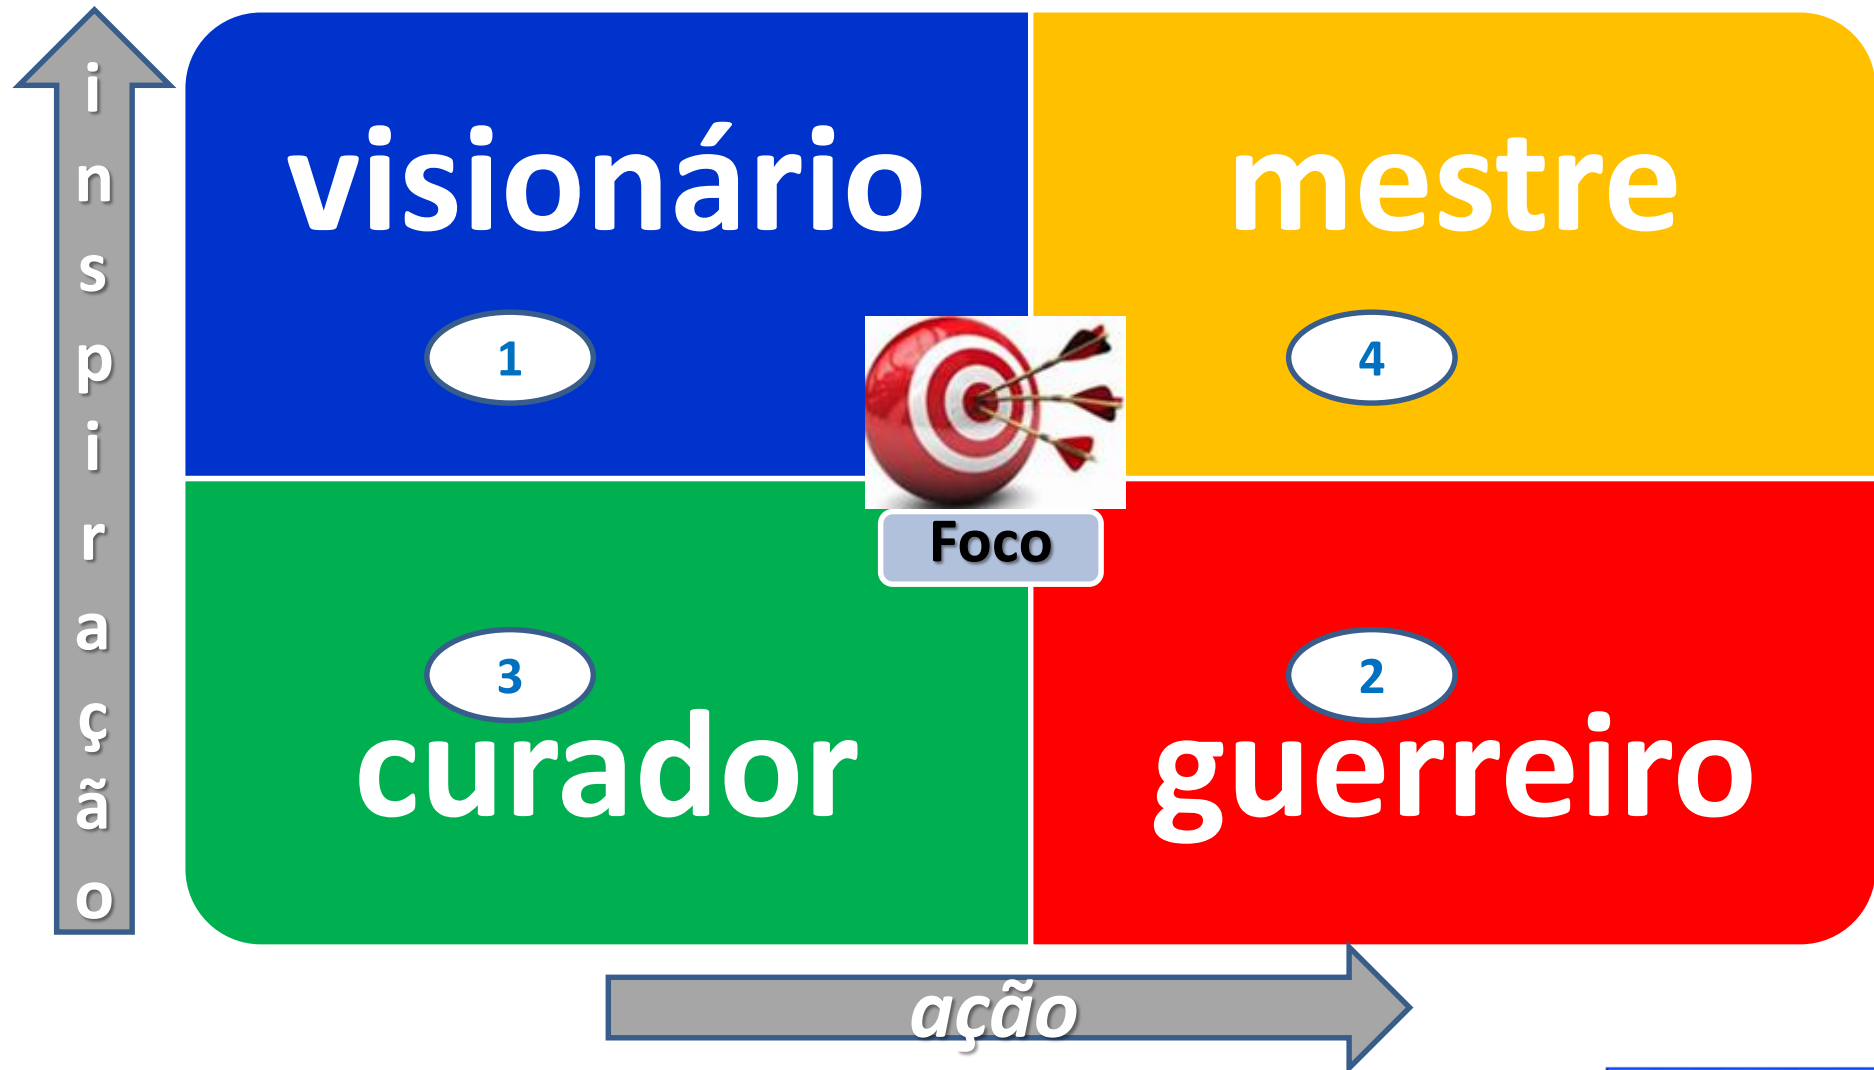 inspiração
visionário
mestre
1
4
Foco
3
2
curador
guerreiro
ação